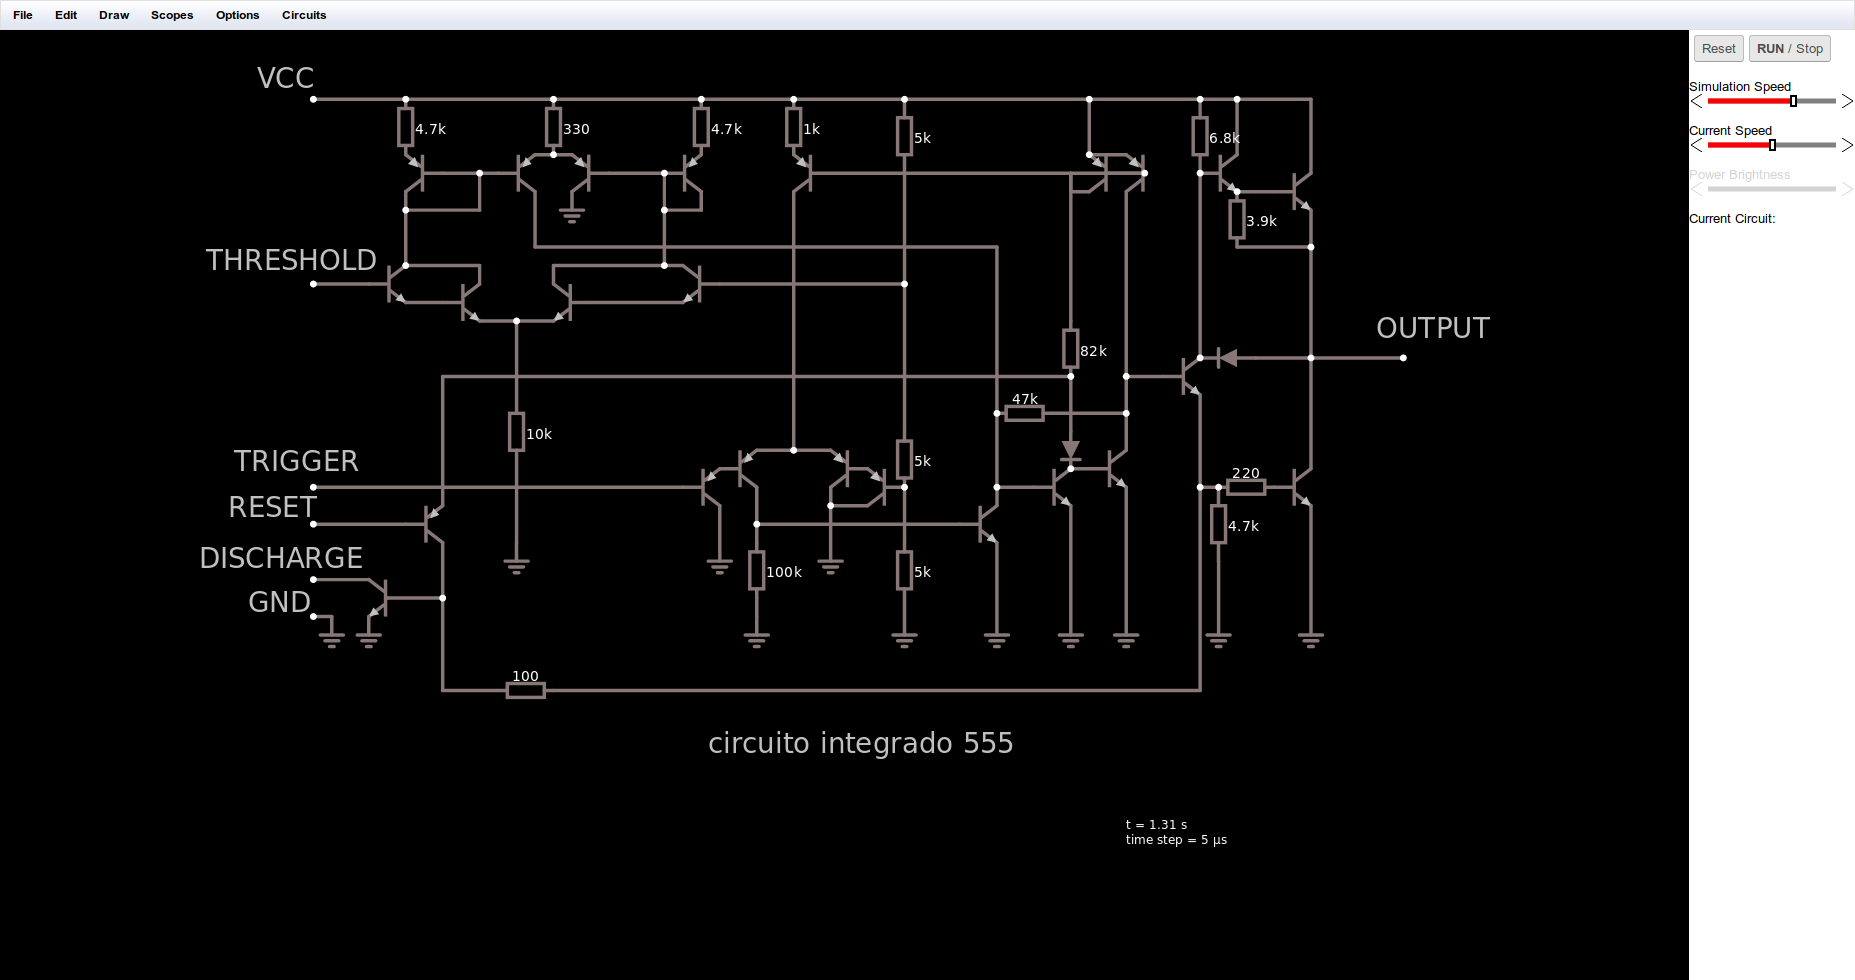 File Edit Draw Scopes Options Circuits
Reset RUN / Stop
Simulation Speed
Current Speed
Power Brightness
Current Circuit:
VCC
4.7k 330 4.7k 1k 5k 6.8k
3.9k
THRESHOLD
OUTPUT
82k
47k
10k
TRIGGER
5k
220
RESET
4.7k
DISCHARGE
100k 5k
GND
100
circuito integrado 555
t = 1.31 s
time step = 5 µs